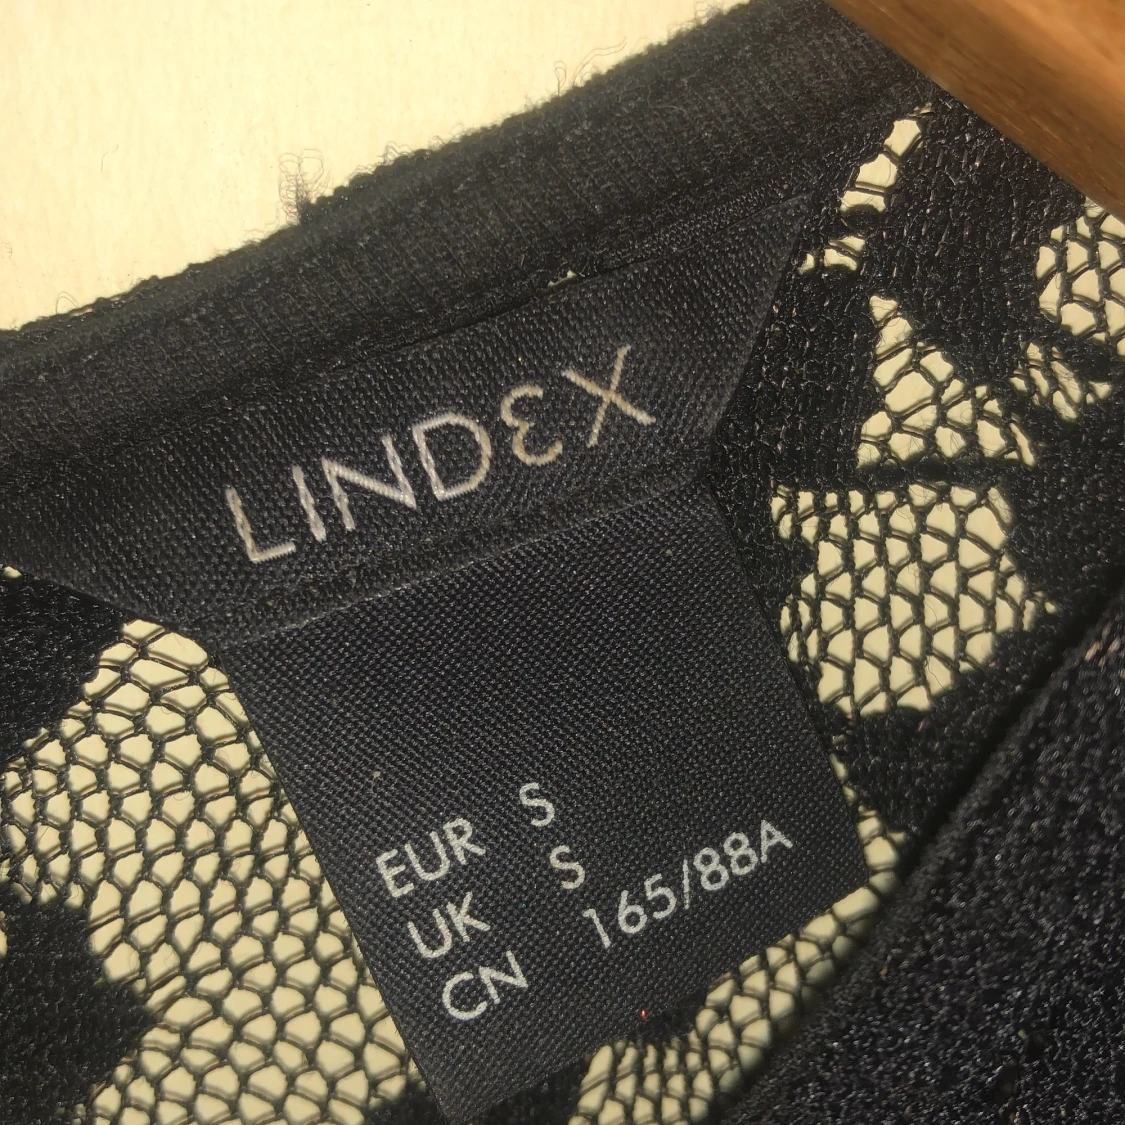 LINDEX
EUR S
UK S
CN 165/88A